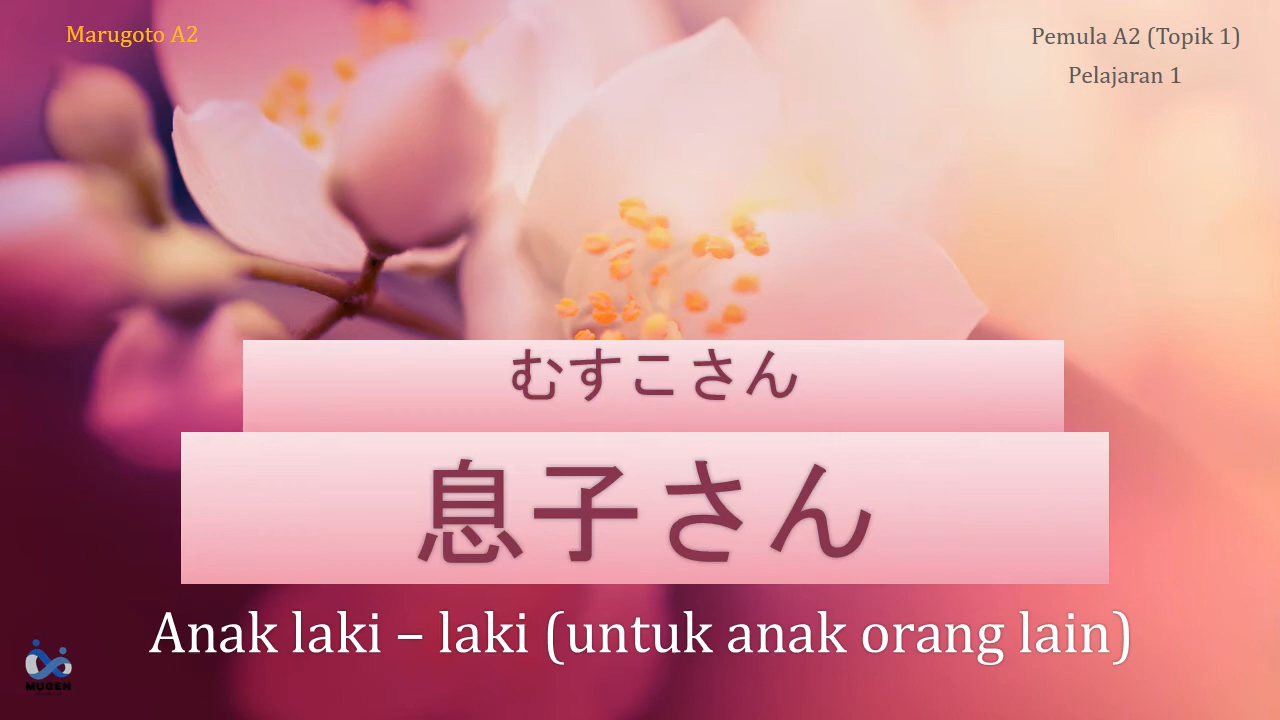 Marugoto A2
Pemula A2 (Topik 1)
Pelajaran 1
むすこさん
息子さん
Anak laki – laki (untuk anak orang lain)
MUGEN